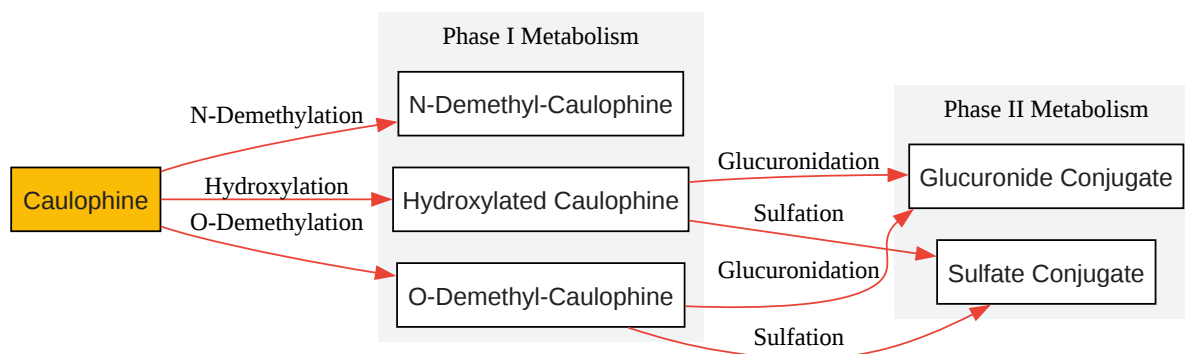 Phase I Metabolism
N-Demethyl-Caulophine
Phase II Metabolism
N-Demethylation
Glucuronidation
Glucuronide Conjugate
Hydroxylation
Caulophine
Hydroxylated Caulophine
Sulfation
O-Demethylation
Glucuronidation
Sulfate Conjugate
O-Demethyl-Caulophine
Sulfation